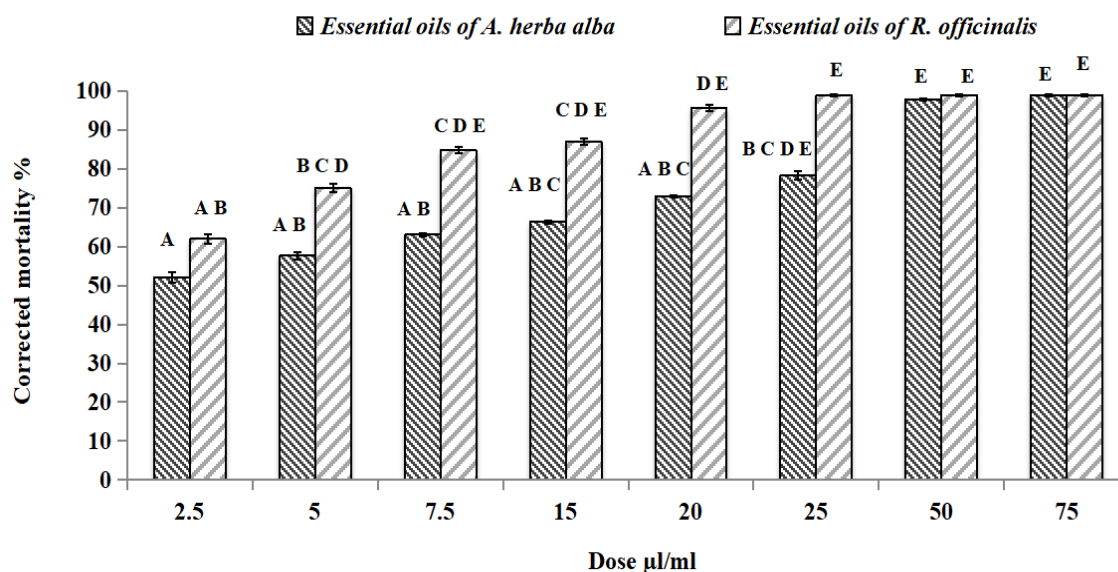 Essential oils of A. herba alba Essential oils of R. officinalis
E E E E E
100 D E
90 C D E C D E
80 B C D B C D E
70 A B C A B C
60 A B A B A B
50 A
40
30
20
10
0
Corrected mortality %
2.5 5 7.5 15 20 25 50 75
Dose µl/ml